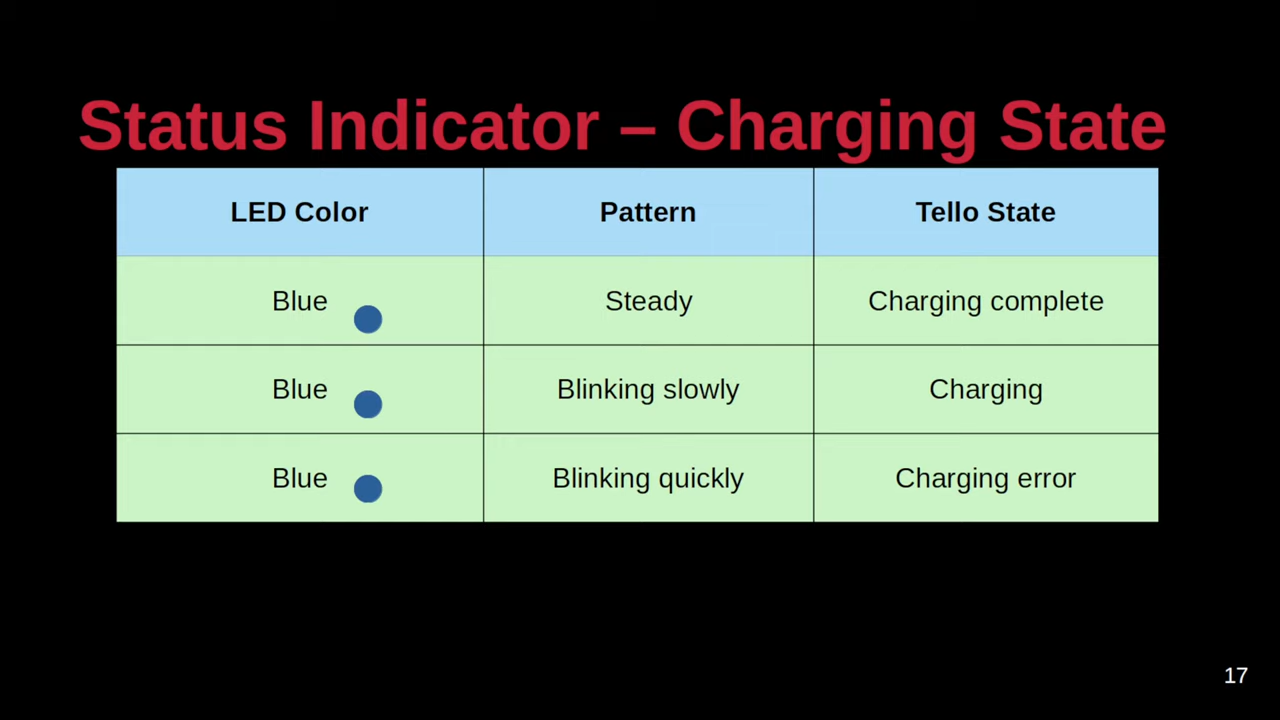 Status Indicator – Charging State
LED Color Pattern Tello State
Blue Steady Charging complete
Blue Blinking slowly Charging
Blue Blinking quickly Charging error
17